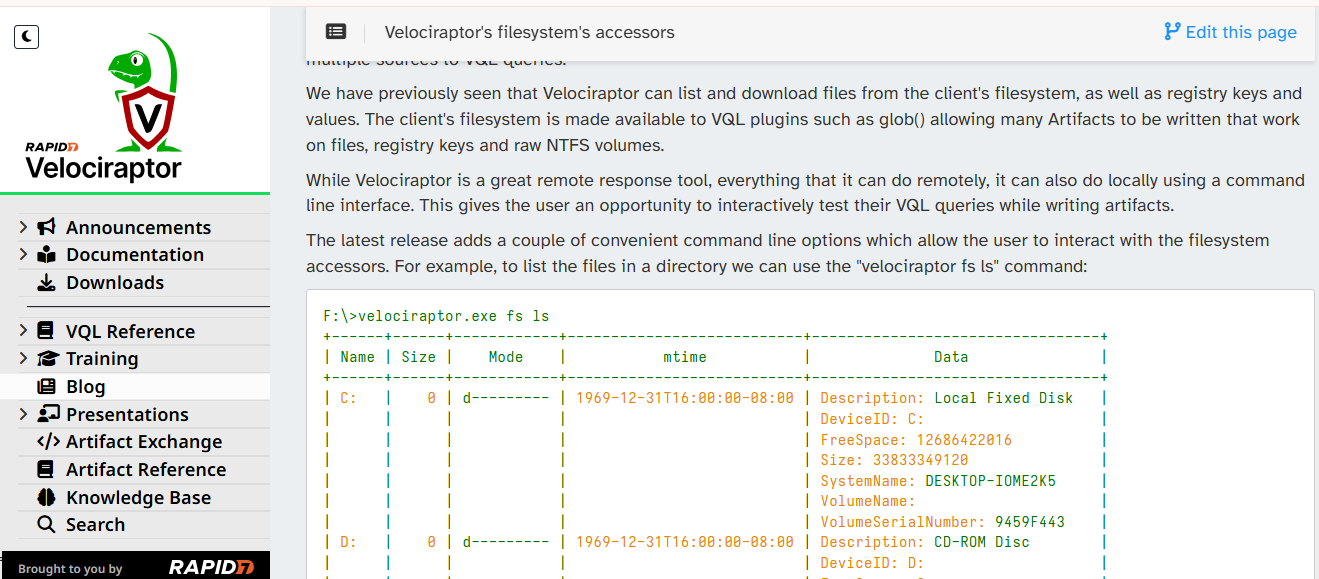 RAPID7
Velociraptor
Announcements
Documentation
Downloads
VQL Reference
Training
Blog
Presentations
Artifact Exchange
Artifact Reference
Knowledge Base
Search
Brought to you by RAPID7
Velociraptor's filesystem's accessors
Edit this page
multiple sources to VQL queries.
We have previously seen that Velociraptor can list and download files from the client's filesystem, as well as registry keys and
values. The client's filesystem is made available to VQL plugins such as glob() allowing many Artifacts to be written that work
on files, registry keys and raw NTFS volumes.
While Velociraptor is a great remote response tool, everything that it can do remotely, it can also do locally using a command
line interface. This gives the user an opportunity to interactively test their VQL queries while writing artifacts.
The latest release adds a couple of convenient command line options which allow the user to interact with the filesystem
accessors. For example, to list the files in a directory we can use the "velociraptor fs ls" command:
F:\>velociraptor.exe fs ls
+------+------+------------+---------------------------+---------------------------------+
| Name | Size | Mode | mtime | Data |
+------+------+------------+---------------------------+---------------------------------+
| C: | 0 | d--------- | 1969-12-31T16:00:00-08:00 | Description: Local Fixed Disk |
| | | | | DeviceID: C: |
| | | | | FreeSpace: 12686422016 |
| | | | | Size: 33833349120 |
| | | | | SystemName: DESKTOP-IOME2K5 |
| | | | | VolumeName: |
| | | | | VolumeSerialNumber: 9459F443 |
| D: | 0 | d--------- | 1969-12-31T16:00:00-08:00 | Description: CD-ROM Disc |
| | | | | DeviceID: D: |